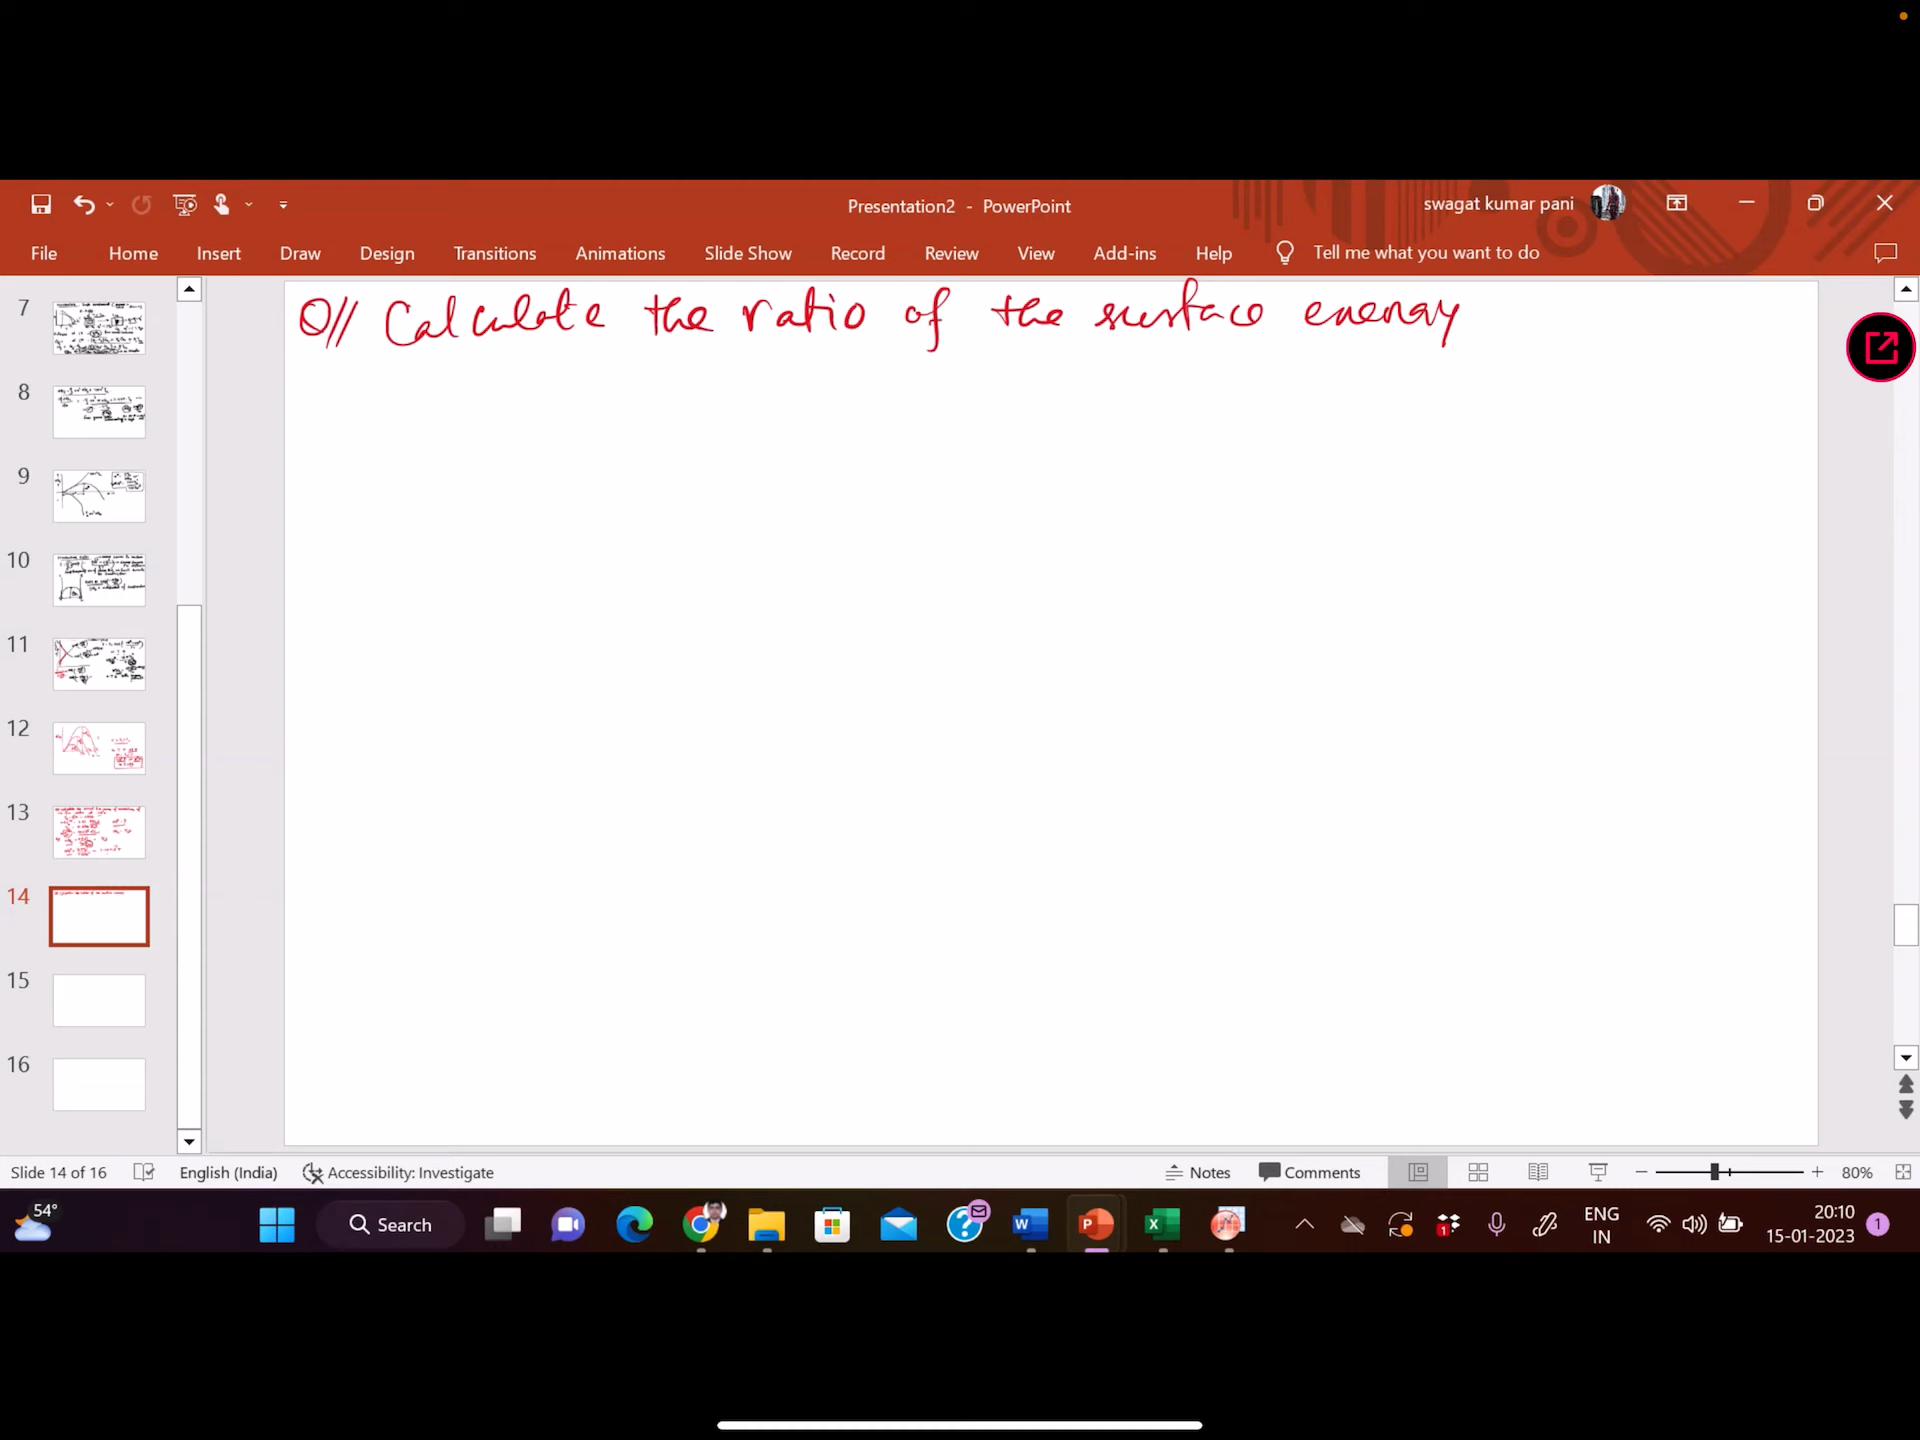 Presentation2 - PowerPoint
swagat kumar pani
File Home Insert Draw Design Transitions Animations Slide Show Record Review View Add-ins Help Tell me what you want to do
Q// Calculate the ratio of the surface energy
7
8
9
10
11
12
13
14
15
16
Slide 14 of 16 English (India) Accessibility: Investigate Notes Comments 80%
54° Search ENG 20:10
IN 15-01-2023 1